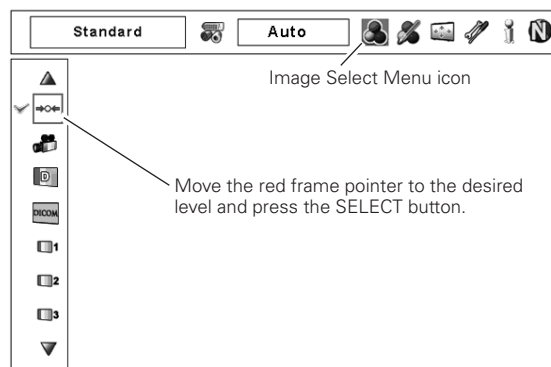 Standard
Auto
N
Image Select Menu icon
Move the red frame pointer to the desired
level and press the SELECT button.
D
DICOM
1
2
3